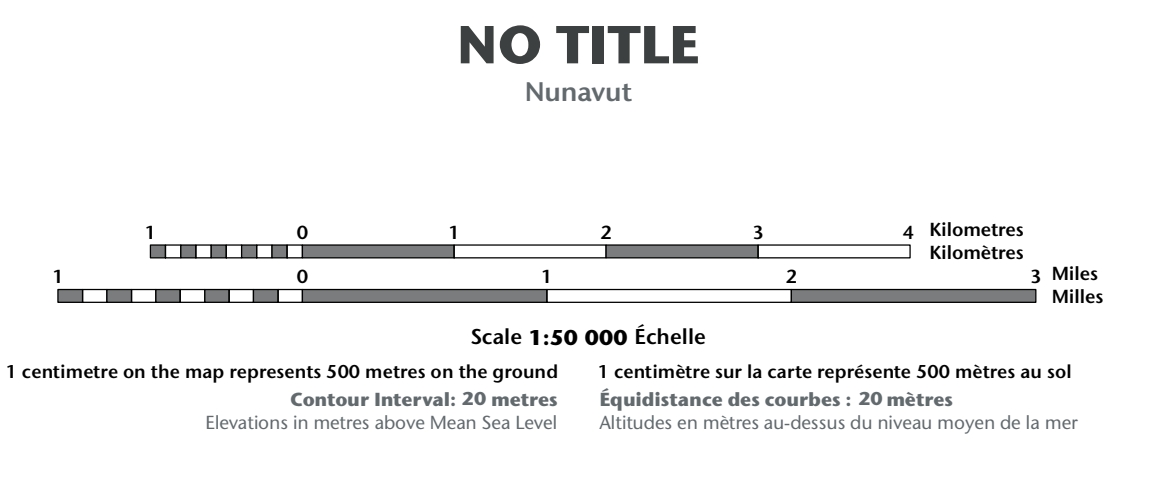 NO TITLE
Nunavut
1 0 1 2 3 4 Kilometres
Kilomètres
1 0 1 2 3 Miles
Milles
Scale 1:50 000 Échelle
1 centimetre on the map represents 500 metres on the ground
1 centimètre sur la carte représente 500 mètres au sol
Contour Interval: 20 metres
Équidistance des courbes : 20 mètres
Elevations in metres above Mean Sea Level
Altitudes en mètres au-dessus du niveau moyen de la mer